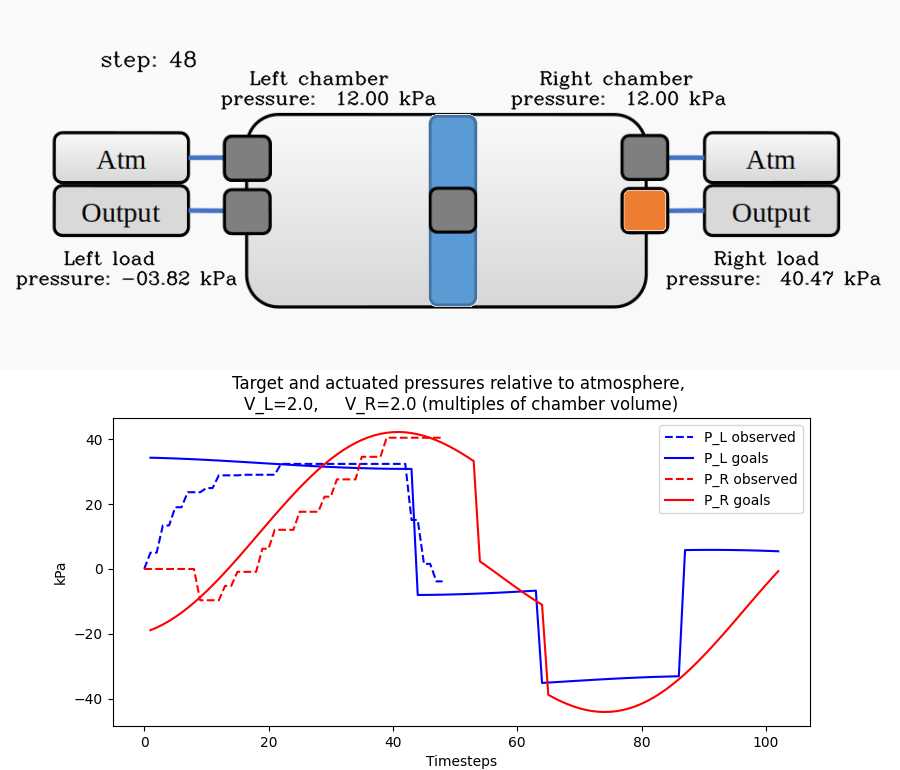 step: 48
Left chamber
pressure: 12.00 kPa
Right chamber
pressure: 12.00 kPa
Atm
Output
Atm
Output
Left load
pressure: −03.82 kPa
Right load
pressure: 40.47 kPa
Target and actuated pressures relative to atmosphere,
V_L=2.0, V_R=2.0 (multiples of chamber volume)
P_L observed
P_L goals
P_R observed
P_R goals
kPa
40
20
0
−20
−40
0 20 40 60 80 100
Timesteps